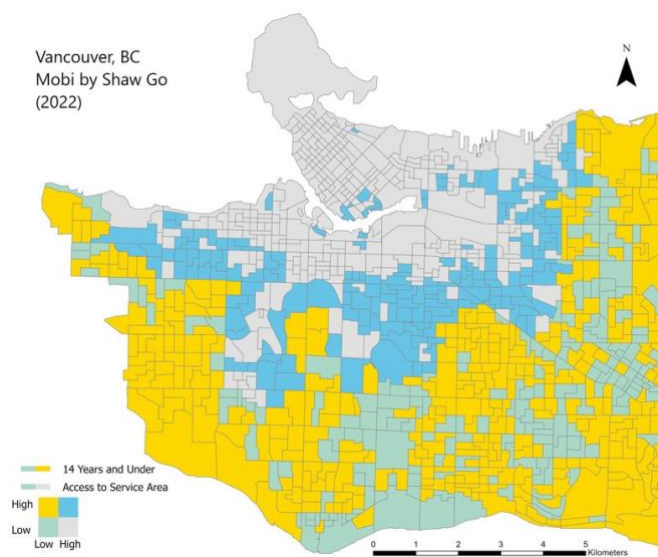 Vancouver, BC
Mobi by Shaw Go
(2022)
N
14 Years and Under
Access to Service Area
High
Low
Low High
0 1 2 3 4 5
Kilometers